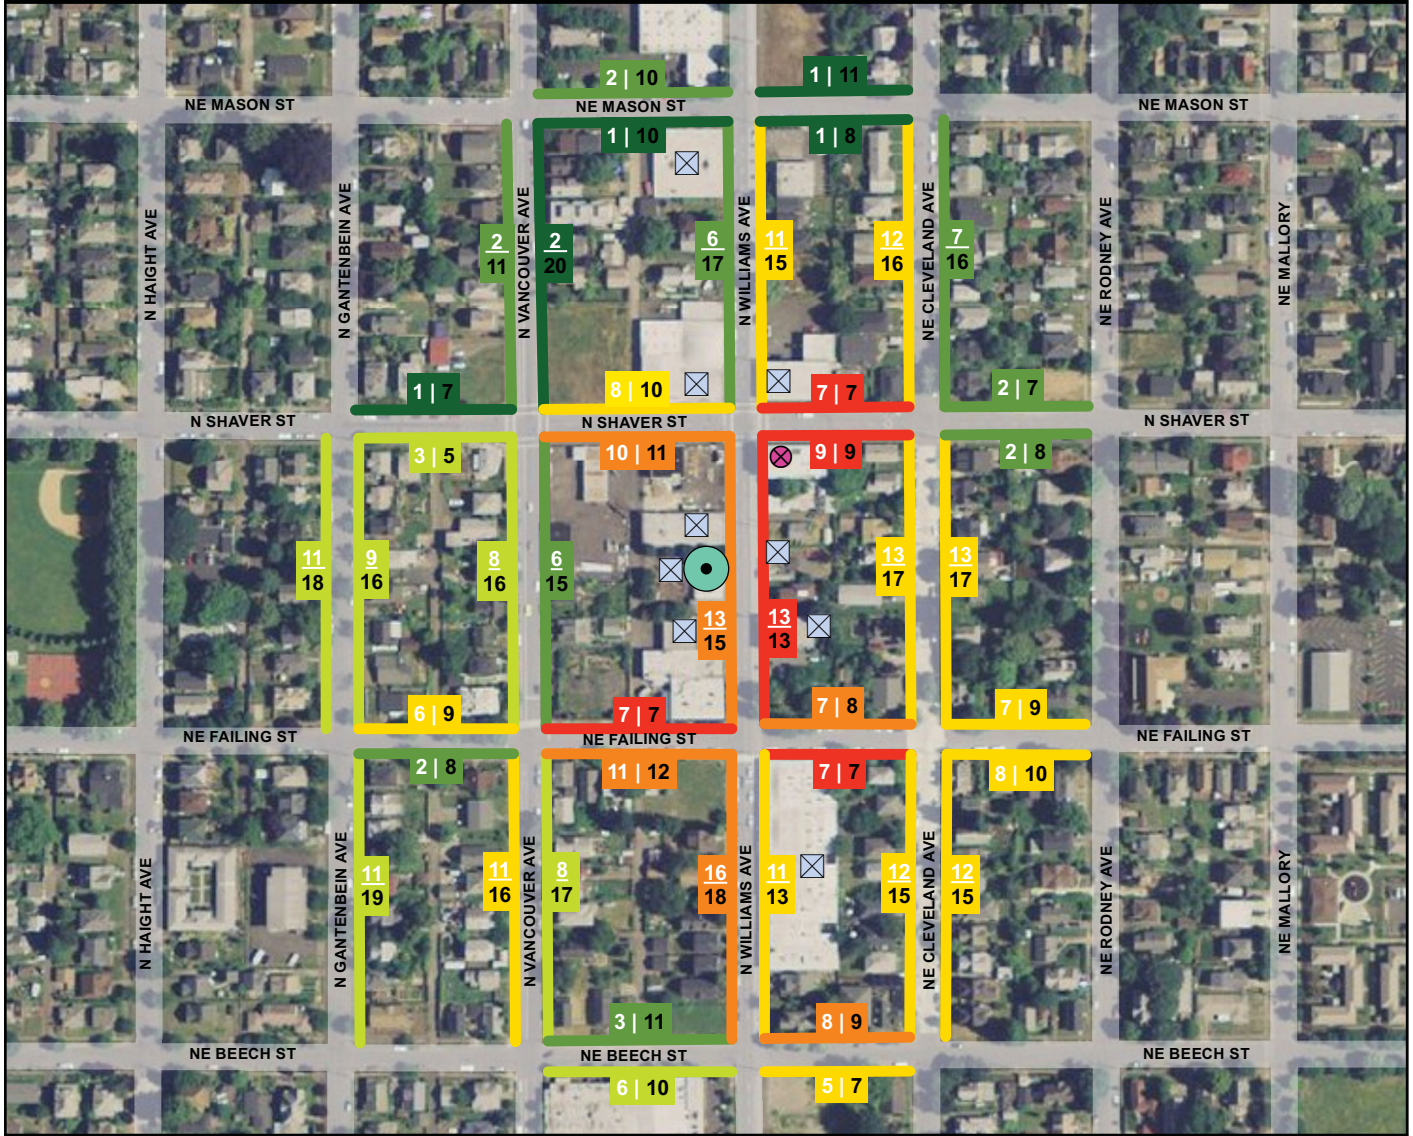 2 | 10
1 | 11
NE MASON ST
NE MASON ST
NE MASON ST
1 | 10
1 | 8
N HAIGHT AVE
N GANTENBEIN AVE
2
11
N VANCOUVER AVE
2
20
6
17
N WILLIAMS AVE
11
15
12
16
NE CLEVELAND AVE
7
16
NE RODNEY AVE
NE MALLORY
1 | 7
8 | 10
7 | 7
2 | 7
N SHAVER ST
N SHAVER ST
N SHAVER ST
3 | 5
10 | 11
9 | 9
2 | 8
11
18
9
16
8
16
6
15
13
15
13
13
13
17
13
17
6 | 9
7 | 7
7 | 8
7 | 9
NE FAILING ST
NE FAILING ST
NE FAILING ST
2 | 8
11 | 12
7 | 7
8 | 10
N HAIGHT AVE
N GANTENBEIN AVE
11
19
11
16
N VANCOUVER AVE
8
17
16
18
N WILLIAMS AVE
11
13
12
15
NE CLEVELAND AVE
12
15
NE RODNEY AVE
NE MALLORY
3 | 11
8 | 9
NE BEECH ST
NE BEECH ST
NE BEECH ST
6 | 10
5 | 7